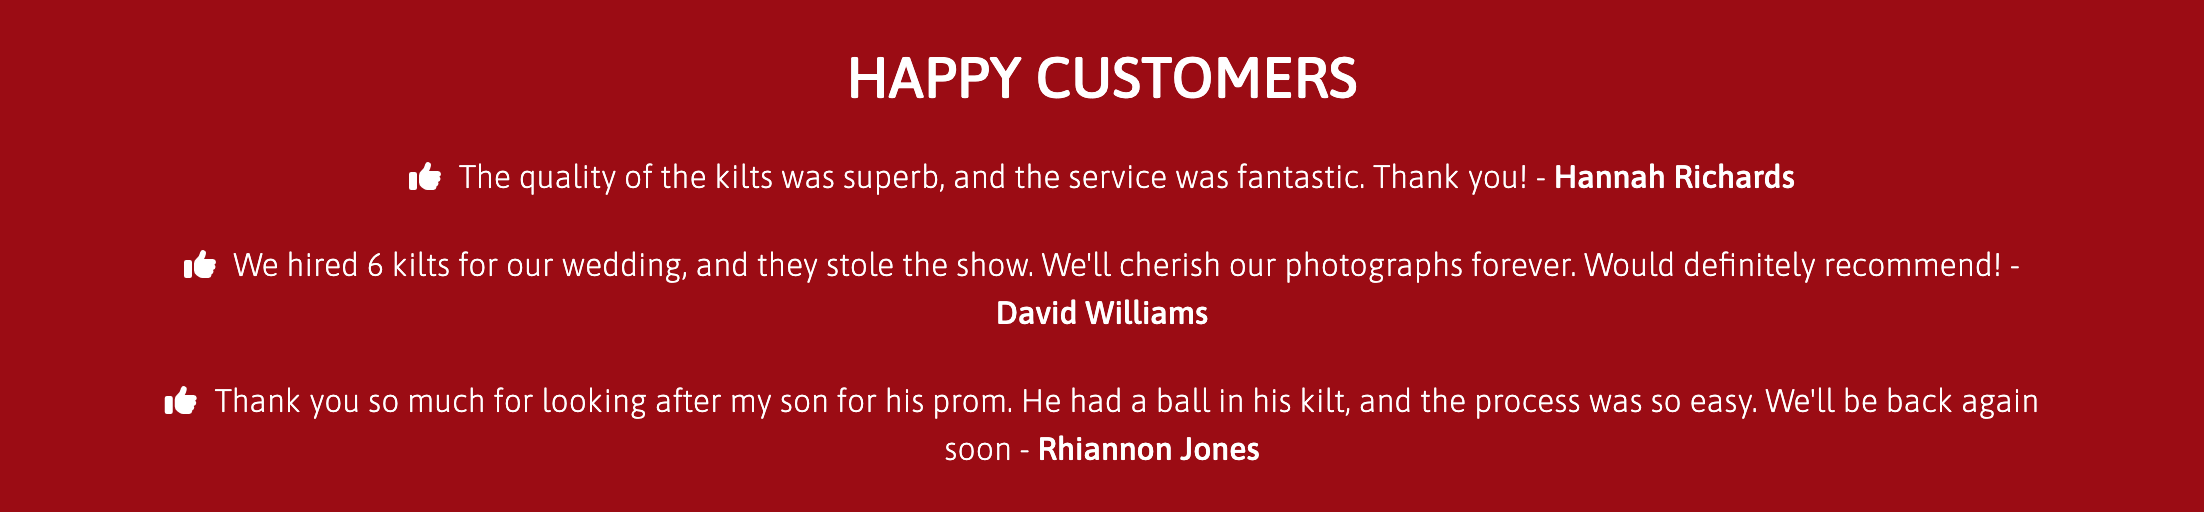 HAPPY CUSTOMERS
The quality of the kilts was superb, and the service was fantastic. Thank you! - Hannah Richards
We hired 6 kilts for our wedding, and they stole the show. We'll cherish our photographs forever. Would definitely recommend! -
David Williams
Thank you so much for looking after my son for his prom. He had a ball in his kilt, and the process was so easy. We'll be back again
soon - Rhiannon Jones